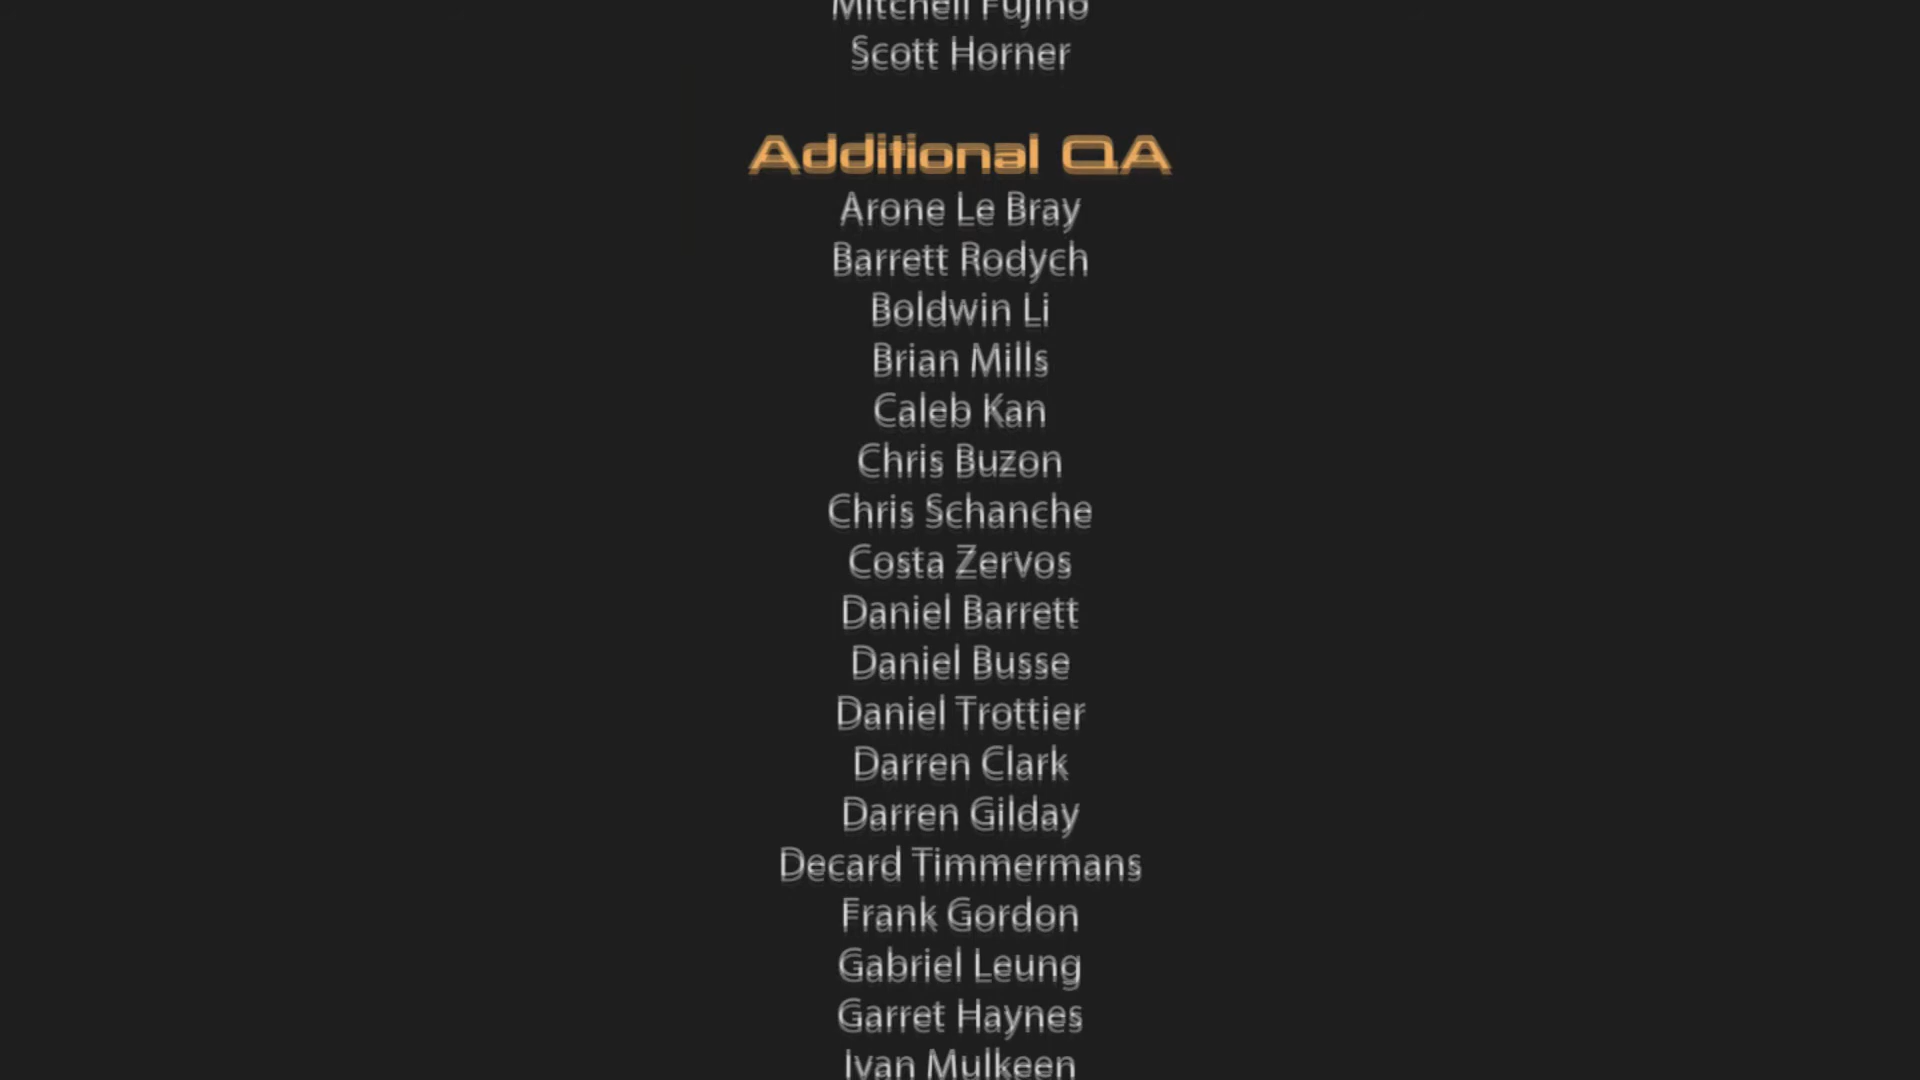 Mitchell Fujino
Scott Horner
Additional QA
Arone Le Bray
Barrett Rodych
Boldwin Li
Brian Mills
Caleb Kan
Chris Buzon
Chris Schanche
Costa Zervos
Daniel Barrett
Daniel Busse
Daniel Trottier
Darren Clark
Darren Gilday
Decard Timmermans
Frank Gordon
Gabriel Leung
Garret Haynes
Ivan Mulkeen